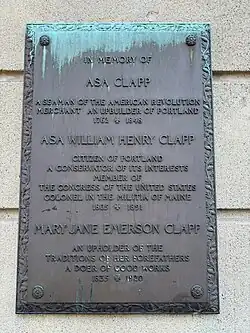 IN MEMORY OF
ASA CLAPP
A SEAMAN OF THE AMERICAN REVOLUTION
MERCHANT AN UPBUILDER OF PORTLAND
1762 ✦ 1848
ASA WILLIAM HENRY CLAPP
CITIZEN OF PORTLAND
A CONSERVATOR OF ITS INTERESTS
MEMBER OF
THE CONGRESS OF THE UNITED STATES
COLONEL IN THE MILITIA OF MAINE
1805 ✦ 1891
MARY JANE EMERSON CLAPP
AN UPHOLDER OF THE
TRADITIONS OF HER FOREFATHERS
A DOER OF GOOD WORKS
1835 ✦ 1920